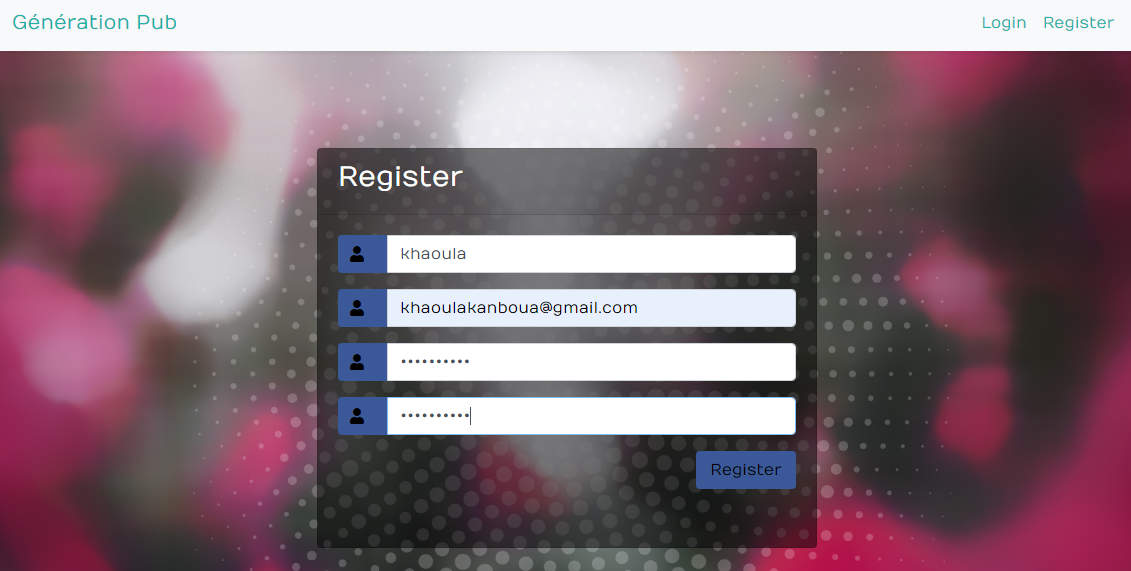 Génération Pub
Login Register
Register
khaoula
khaoulakanboua@gmail.com
••••••••••
••••••••••
Register